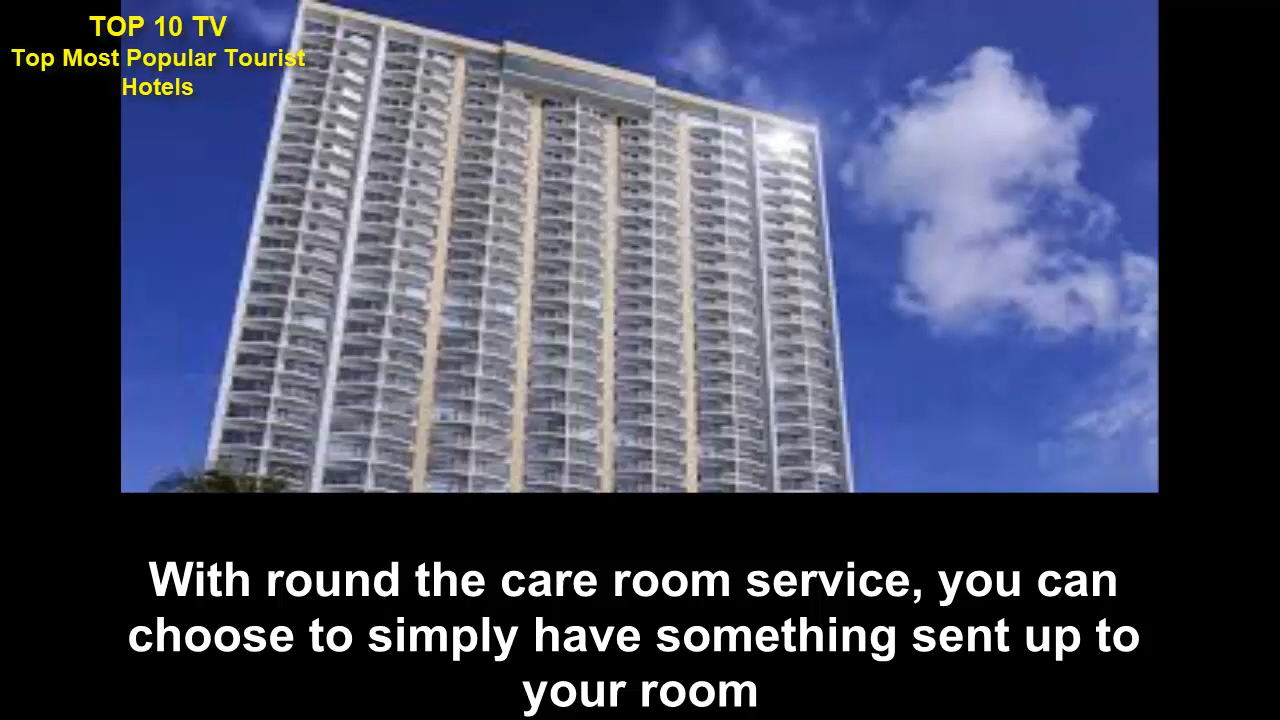 TOP 10 TV
Top Most Popular Tourist
Hotels
With round the care room service, you can
choose to simply have something sent up to
your room